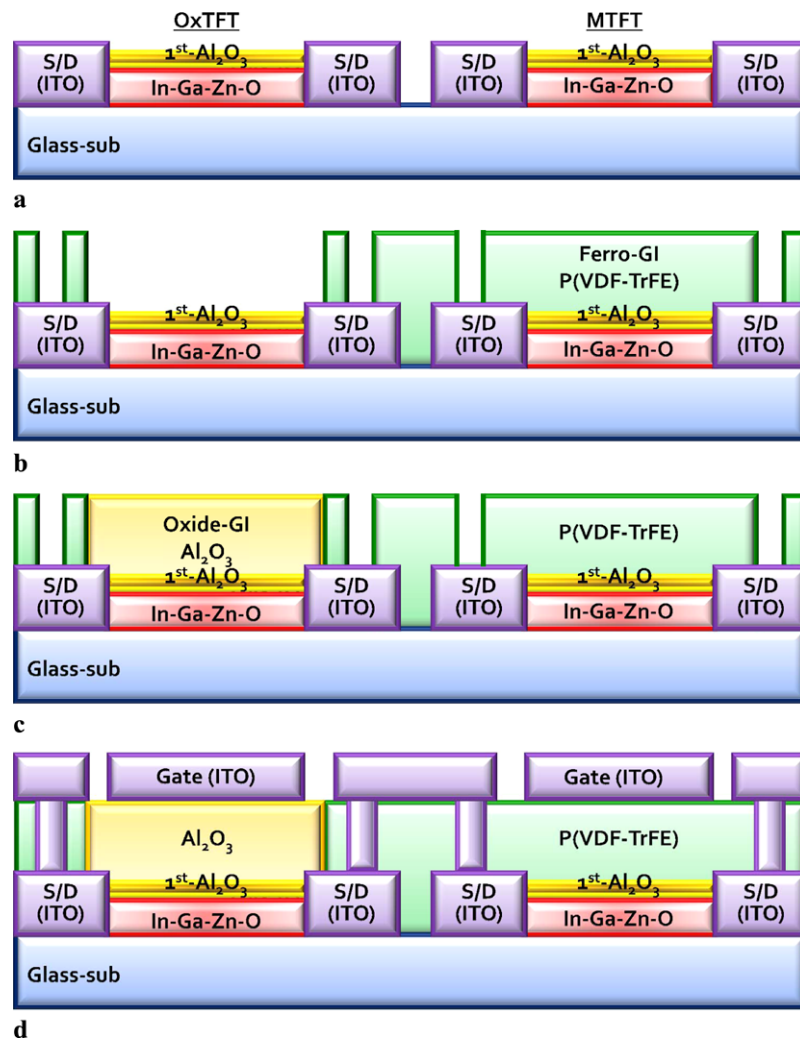 OxTFT MTFT
S/D (ITO) 1st-Al₂O₃ S/D (ITO) S/D (ITO) 1st-Al₂O₃ S/D (ITO)
In-Ga-Zn-O In-Ga-Zn-O
Glass-sub
a
Ferro-GI
P(VDF-TrFE)
S/D (ITO) 1st-Al₂O₃ S/D (ITO) S/D (ITO) 1st-Al₂O₃ S/D (ITO)
In-Ga-Zn-O In-Ga-Zn-O
Glass-sub
b
Oxide-GI
Al₂O₃ P(VDF-TrFE)
S/D (ITO) 1st-Al₂O₃ S/D (ITO) S/D (ITO) 1st-Al₂O₃ S/D (ITO)
In-Ga-Zn-O In-Ga-Zn-O
Glass-sub
c
Gate (ITO) Gate (ITO)
Al₂O₃ P(VDF-TrFE)
S/D (ITO) 1st-Al₂O₃ S/D (ITO) S/D (ITO) 1st-Al₂O₃ S/D (ITO)
In-Ga-Zn-O In-Ga-Zn-O
Glass-sub
d